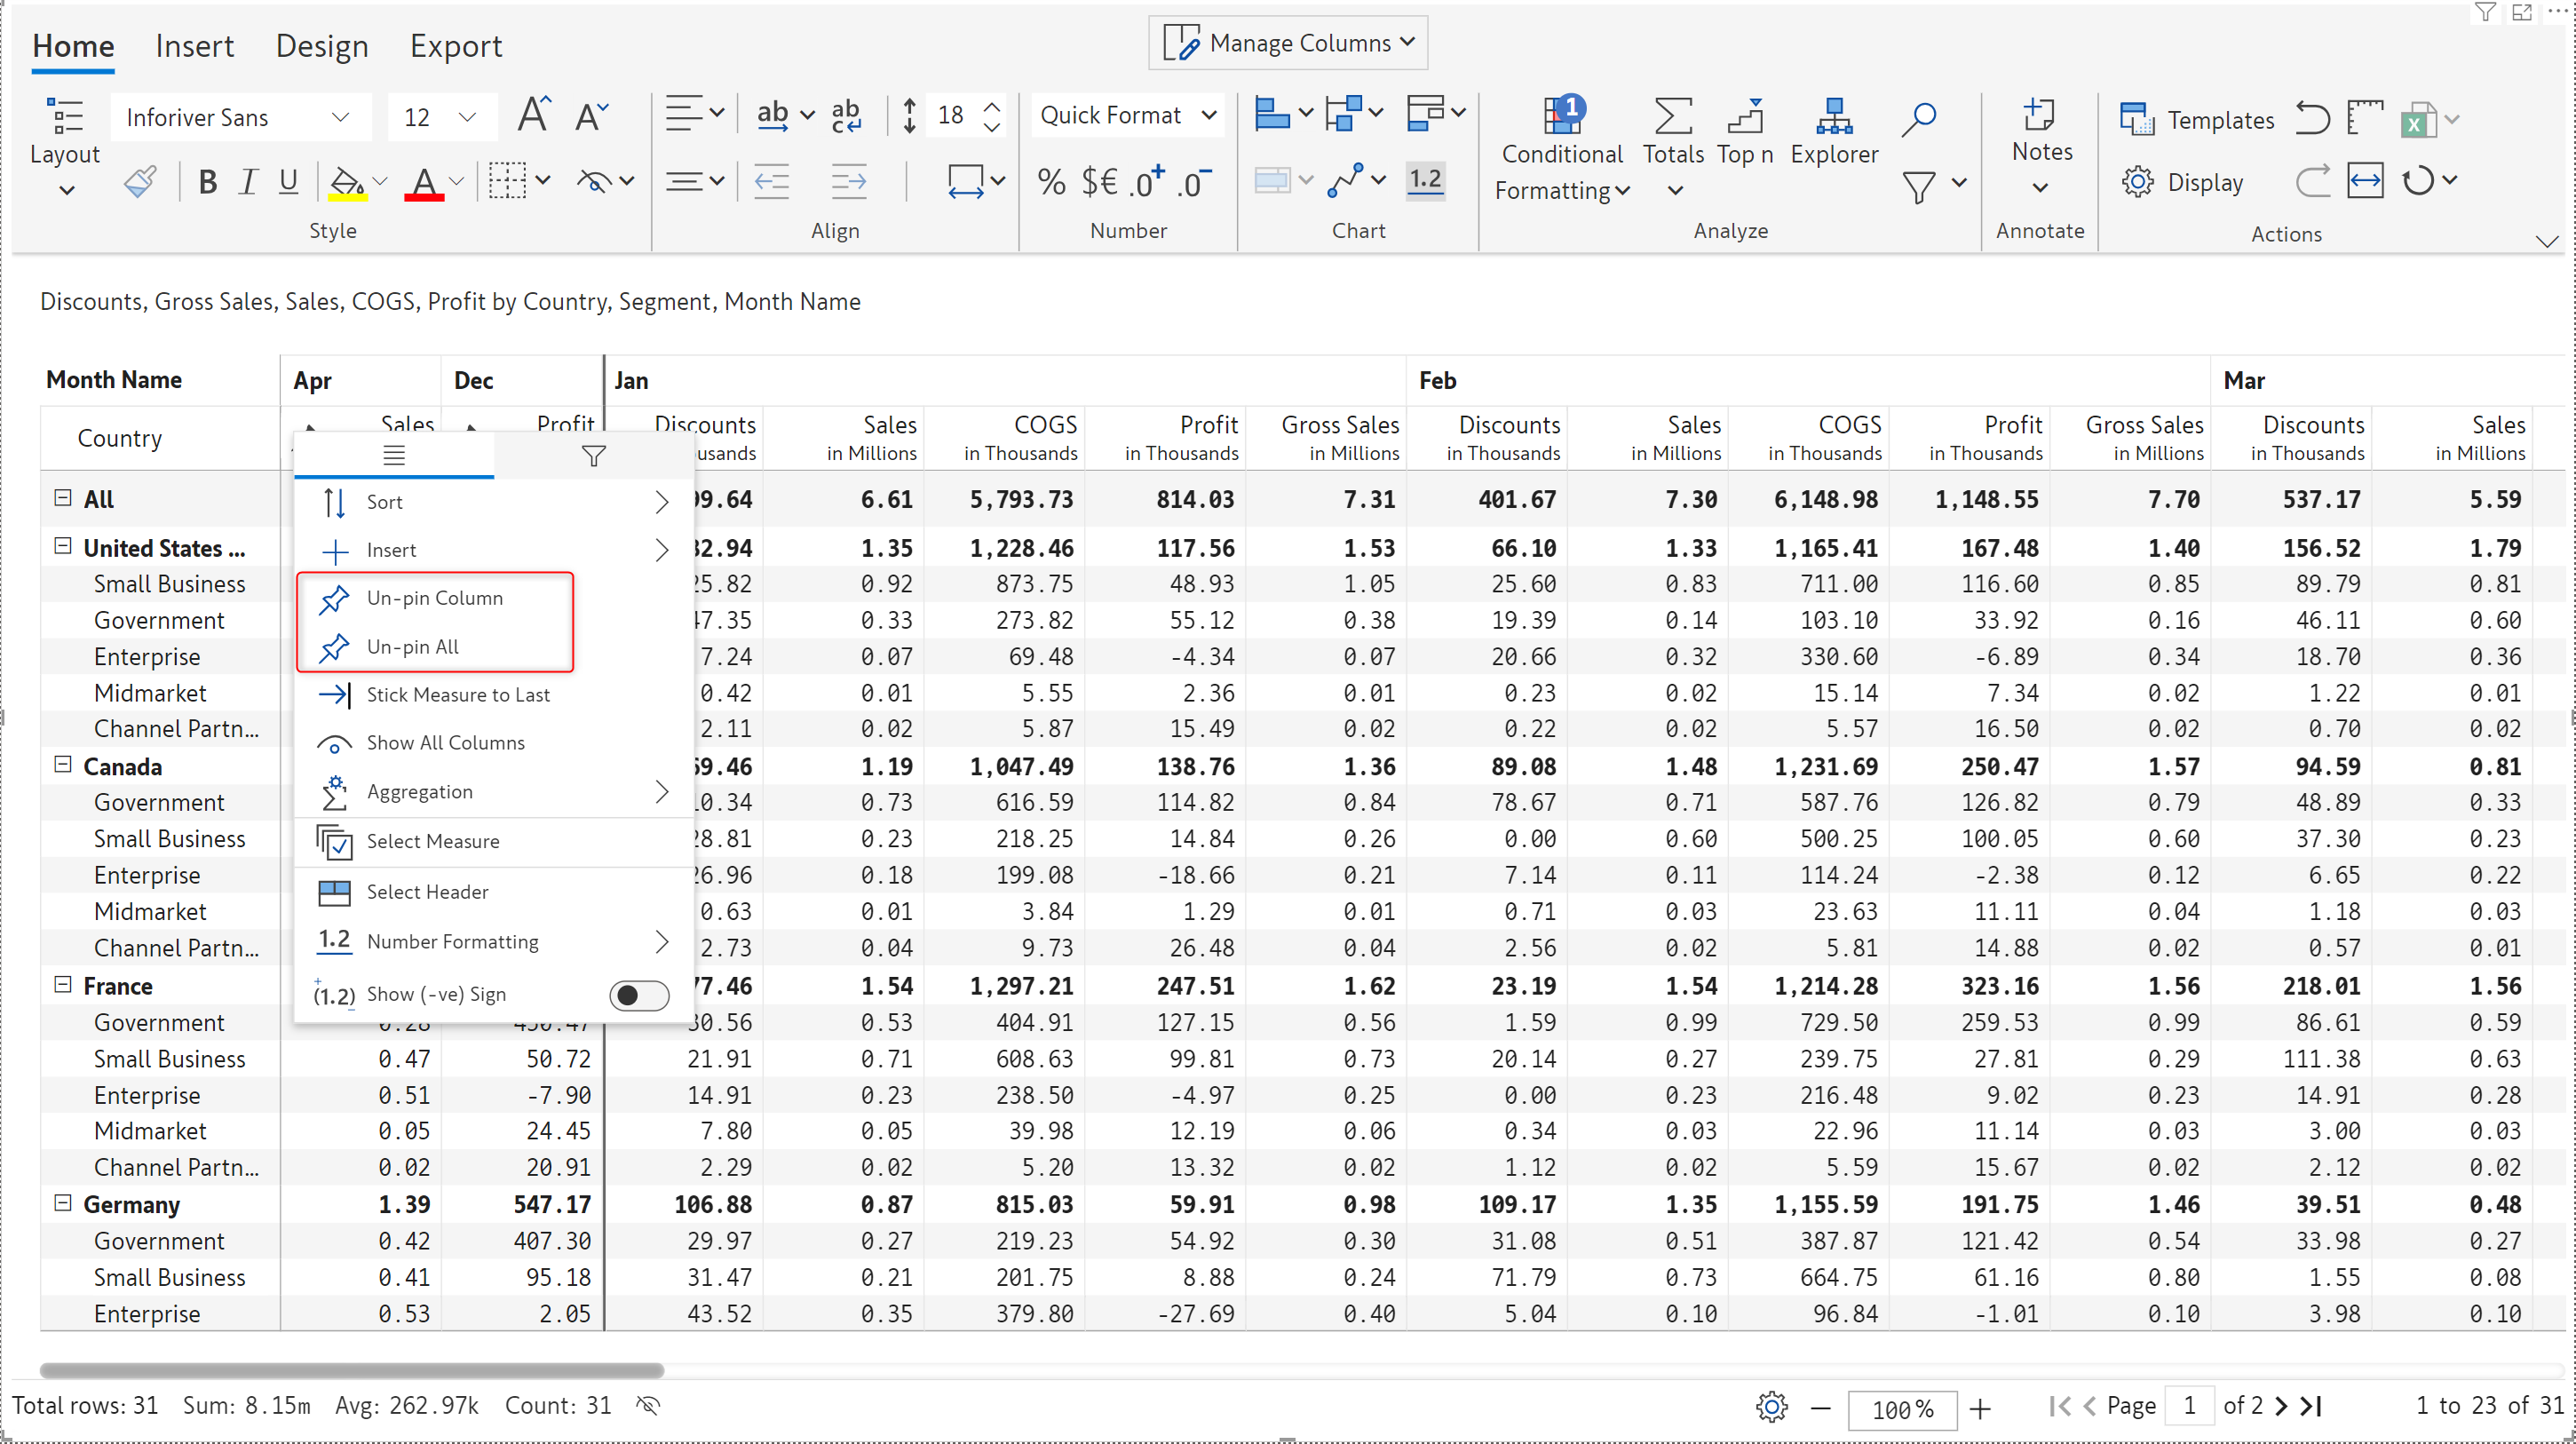 Home Insert Design Export Manage Columns
Inforiver Sans 12 18 Quick Format
Layout Conditional Formatting Totals Top n Explorer Notes Templates Display
1
B I U A ab ab % $€ .0+ .0- 1.2 X
Style Align Number Chart Analyze Annotate Actions
Discounts, Gross Sales, Sales, COGS, Profit by Country, Segment, Month Name
Month Name Apr Dec Jan Feb Mar
Country Sales Profit Discounts Sales COGS Profit Gross Sales Discounts Sales COGS Profit Gross Sales Discounts Sales
in Millions in Thousands in Thousands in Millions in Thousands in Millions in Thousands in Thousands in Millions in Thousands in Millions
All 6.61 5,793.73 814.03 7.31 401.67 7.30 6,148.98 1,148.55 7.70 537.17 5.59
United States ... 1.35 1,228.46 117.56 1.53 66.10 1.33 1,165.41 167.48 1.40 156.52 1.79
Small Business 25.82 0.92 873.75 48.93 1.05 25.60 0.83 711.00 116.60 0.85 89.79 0.81
Government 47.35 0.33 273.82 55.12 0.38 19.39 0.14 103.10 33.92 0.16 46.11 0.60
Enterprise 7.24 0.07 69.48 -4.34 0.07 20.66 0.32 330.60 -6.89 0.34 18.70 0.36
Midmarket 0.42 0.01 5.55 2.36 0.01 0.23 0.02 15.14 7.34 0.02 1.22 0.01
Channel Partn... 2.11 0.02 5.87 15.49 0.02 0.22 0.02 5.57 16.50 0.02 0.70 0.02
Canada 1.19 1,047.49 138.76 1.36 89.08 1.48 1,231.69 250.47 1.57 94.59 0.81
Government 10.34 0.73 616.59 114.82 0.84 78.67 0.71 587.76 126.82 0.79 48.89 0.33
Small Business 28.81 0.23 218.25 14.84 0.26 0.00 0.60 500.25 100.05 0.60 37.30 0.23
Enterprise 26.96 0.18 199.08 -18.66 0.21 7.14 0.11 114.24 -2.38 0.12 6.65 0.22
Midmarket 0.63 0.01 3.84 1.29 0.01 0.71 0.03 23.63 11.11 0.04 1.18 0.03
Channel Partn... 2.73 0.04 9.73 26.48 0.04 2.56 0.02 5.81 14.88 0.02 0.57 0.01
France 77.46 1.54 1,297.21 247.51 1.62 23.19 1.54 1,214.28 323.16 1.56 218.01 1.56
Government 30.56 0.53 404.91 127.15 0.56 1.59 0.99 729.50 259.53 0.99 86.61 0.59
Small Business 0.47 50.72 21.91 0.71 608.63 99.81 0.73 20.14 0.27 239.75 27.81 0.29 111.38 0.63
Enterprise 0.51 -7.90 14.91 0.23 238.50 -4.97 0.25 0.00 0.23 216.48 9.02 0.23 14.91 0.28
Midmarket 0.05 24.45 7.80 0.05 39.98 12.19 0.06 0.34 0.03 22.96 11.14 0.03 3.00 0.03
Channel Partn... 0.02 20.91 2.29 0.02 5.20 13.32 0.02 1.12 0.02 5.59 15.67 0.02 2.12 0.02
Germany 1.39 547.17 106.88 0.87 815.03 59.91 0.98 109.17 1.35 1,155.59 191.75 1.46 39.51 0.48
Government 0.42 407.30 29.97 0.27 219.23 54.92 0.30 31.08 0.51 387.87 121.42 0.54 33.98 0.27
Small Business 0.41 95.18 31.47 0.21 201.75 8.88 0.24 71.79 0.73 664.75 61.16 0.80 1.55 0.08
Enterprise 0.53 2.05 43.52 0.35 379.80 -27.69 0.40 5.04 0.10 96.84 -1.01 0.10 3.98 0.10
Sort
Insert
Un-pin Column
Un-pin All
Stick Measure to Last
Show All Columns
Aggregation
Select Measure
Select Header
1.2 Number Formatting
(1.2) Show (-ve) Sign
Total rows: 31 Sum: 8.15m Avg: 262.97k Count: 31 100% Page 1 of 2 1 to 23 of 31